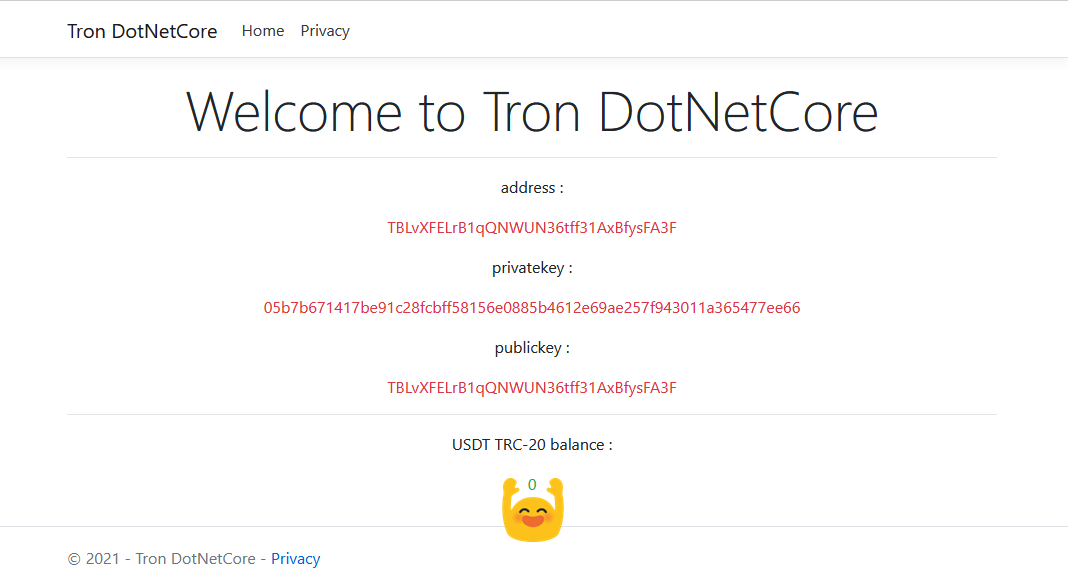 Tron DotNetCore Home Privacy
Welcome to Tron DotNetCore
address :
TBLvXFELrB1qQNWUN36tff31AxBfysFA3F
privatekey :
05b7b671417be91c28fcbff58156e0885b4612e69ae257f943011a365477ee66
publickey :
TBLvXFELrB1qQNWUN36tff31AxBfysFA3F
USDT TRC-20 balance :
0
© 2021 - Tron DotNetCore - Privacy